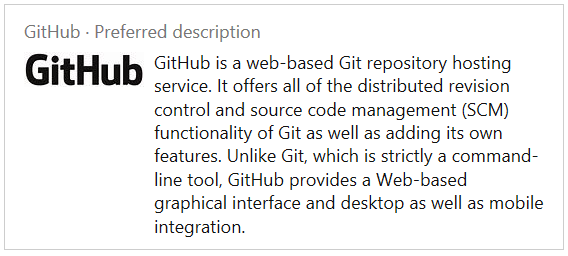 GitHub · Preferred description
GitHub
GitHub is a web-based Git repository hosting
service. It offers all of the distributed revision
control and source code management (SCM)
functionality of Git as well as adding its own
features. Unlike Git, which is strictly a command-
line tool, GitHub provides a Web-based
graphical interface and desktop as well as mobile
integration.